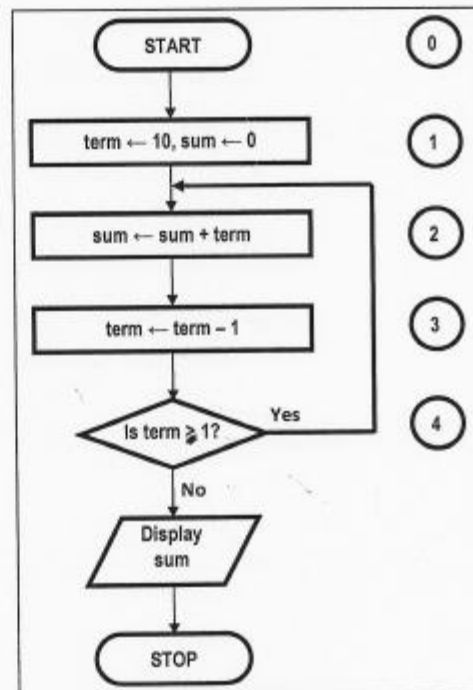 START
0
term ← 10, sum ← 0
1
sum ← sum + term
2
term ← term – 1
3
Is term ⩾ 1?
Yes
4
No
Display
sum
STOP